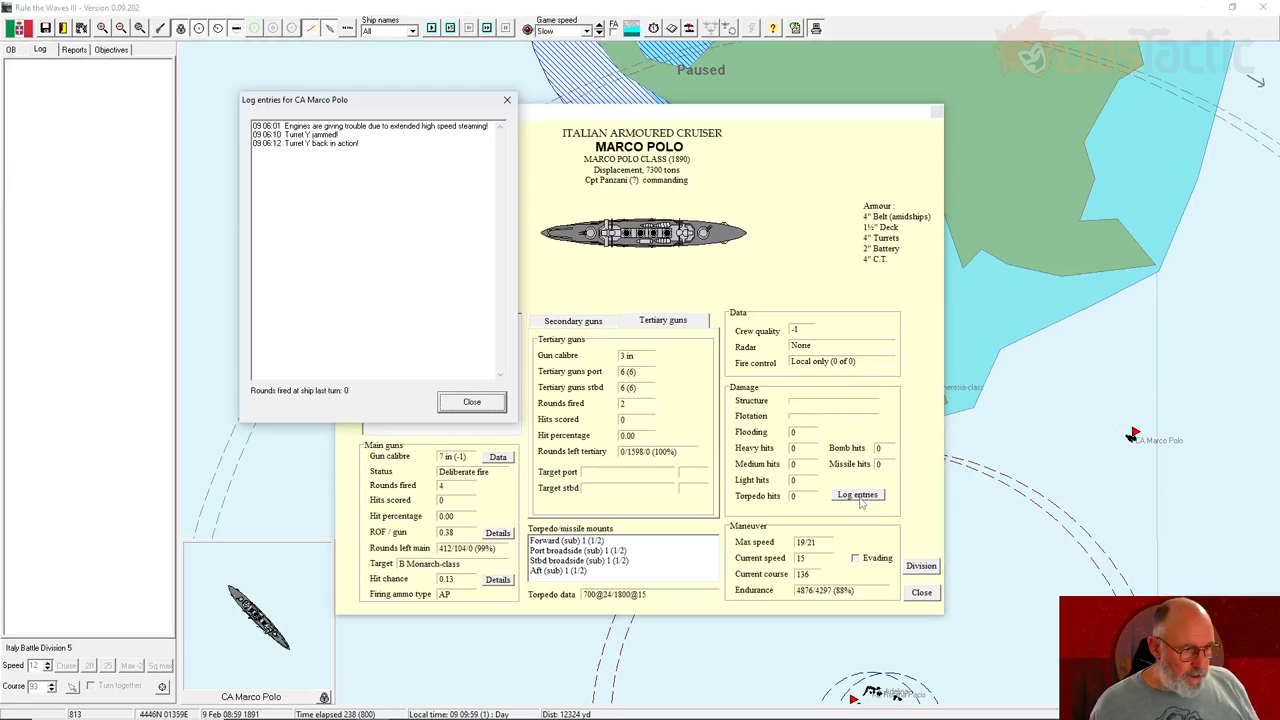 Rule the Waves III - Version 0.09.202
Ship names
All
Game speed
Slow
FA
OB
Log
Reports
Objectives
Paused
DasTactic
Log entries for CA Marco Polo
09 06:01 Engines are giving trouble due to extended high speed steaming!
09 06:10 Turret Y jammed!
09 06:12 Turret Y back in action!
Rounds fired at ship last turn: 0
Close
ITALIAN ARMOURED CRUISER
MARCO POLO
MARCO POLO CLASS (1890)
Displacement, 7300 tons
Cpt Panzani (?) commanding
Armour :
4" Belt (amidships)
1½" Deck
4" Turrets
2" Battery
4" C.T.
Secondary guns
Tertiary guns
Tertiary guns
Gun calibre 3 in
Tertiary guns port 6 (6)
Tertiary guns stbd 6 (6)
Rounds fired 2
Hits scored 0
Hit percentage 0.00
Rounds left tertiary 0/1598/0 (100%)
Target port
Target stbd
Data
Crew quality -1
Radar None
Fire control Local only (0 of 0)
Damage
Structure
Flotation
Flooding 0
Heavy hits 0 Bomb hits 0
Medium hits 0 Missile hits 0
Light hits 0
Torpedo hits 0 Log entries
Main guns
Gun calibre 7 in (-1) Data
Status Deliberate fire
Rounds fired 4
Hits scored 0
Hit percentage 0.00
ROF / gun 0.38 Details
Rounds left main 412/104/0 (99%)
Target B Monarch-class
Hit chance 0.13 Details
Firing ammo type AP
Torpedo/missile mounts
Forward (sub) 1 (1/2)
Port broadside (sub) 1 (1/2)
Stbd broadside (sub) 1 (1/2)
Aft (sub) 1 (1/2)
Torpedo data 700@24/1800@15
Maneuver
Max speed 19/21
Current speed 15 Evading
Current course 136
Endurance 4876/4297 (88%)
Division
Close
CA Marco Polo
Italy Battle Division 5
Speed 12 Cruise 20 25 Max -2 Sq max
Course 93 Turn together
CA Marco Polo
813 4446N 01359E 9 Feb 08:59 1891 Time elapsed 238 (800) Local time: 09 09:59 : Day Dist: 12324 yd